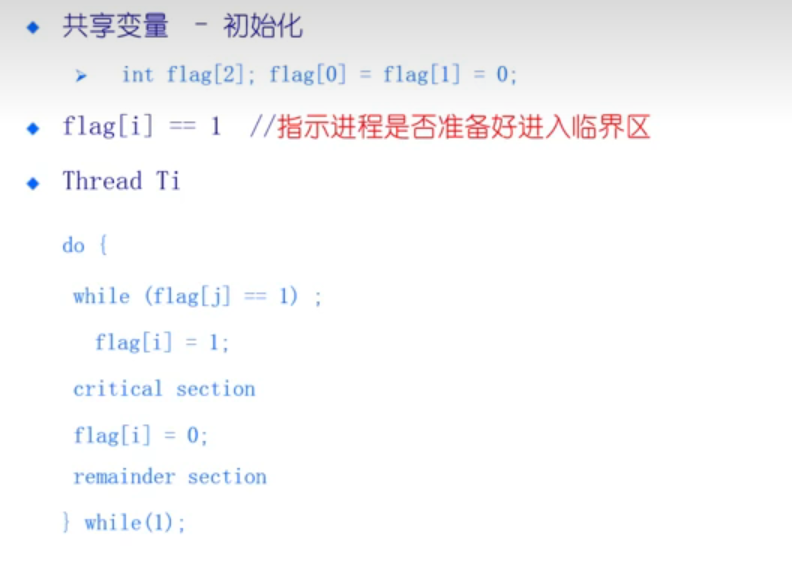 共享变量 - 初始化
int flag[2]; flag[0] = flag[1] = 0;
flag[i] == 1 //指示进程是否准备好进入临界区
Thread Ti
do {
while (flag[j] == 1) ;
flag[i] = 1;
critical section
flag[i] = 0;
remainder section
} while(1);